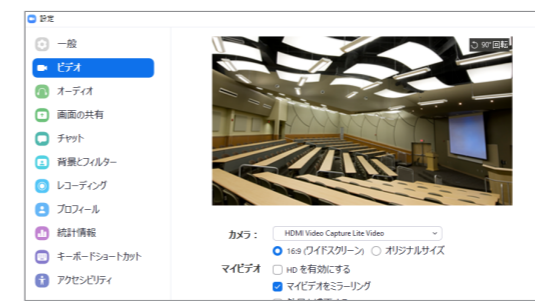 設定
一般
ビデオ
オーディオ
画面の共有
チャット
背景とフィルター
レコーディング
プロフィール
統計情報
キーボードショートカット
アクセシビリティ
90°回転
カメラ：
HDMI Video Capture Lite Video
16:9 (ワイドスクリーン)
オリジナルサイズ
マイビデオ
HD を有効にする
マイビデオをミラーリング